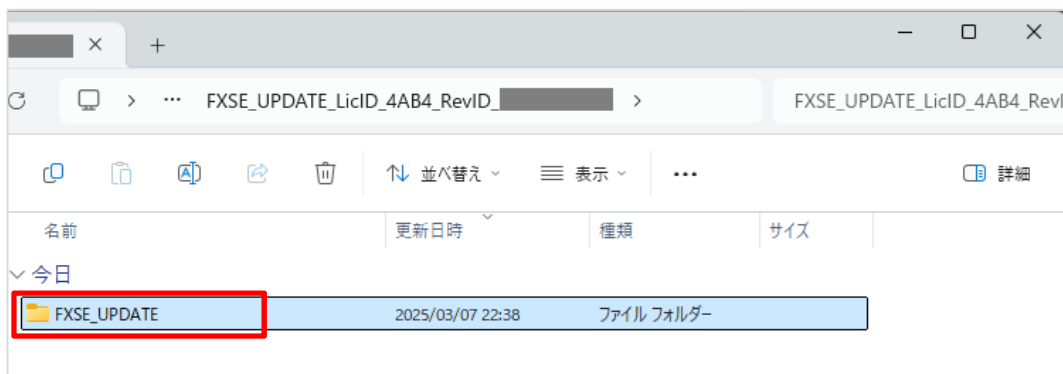 FXSE_UPDATE_LicID_4AB4_RevID_
FXSE_UPDATE_LicID_4AB4_RevI
並べ替え 表示 ... 詳細
名前 更新日時 種類 サイズ
今日
FXSE_UPDATE 2025/03/07 22:38 ファイル フォルダー